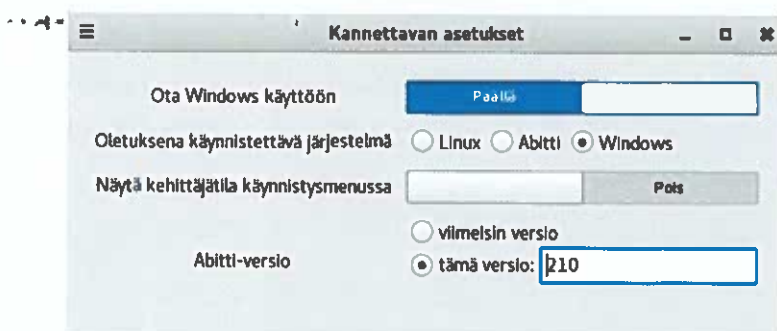 Kannettavan asetukset
Ota Windows käyttöön Päällä
Oletuksena käynnistettävä järjestelmä Linux Abitti Windows
Näytä kehittäjätila käynnistysmenussa Pois
viimeisin versio
Abitti-versio
tämä versio: 210